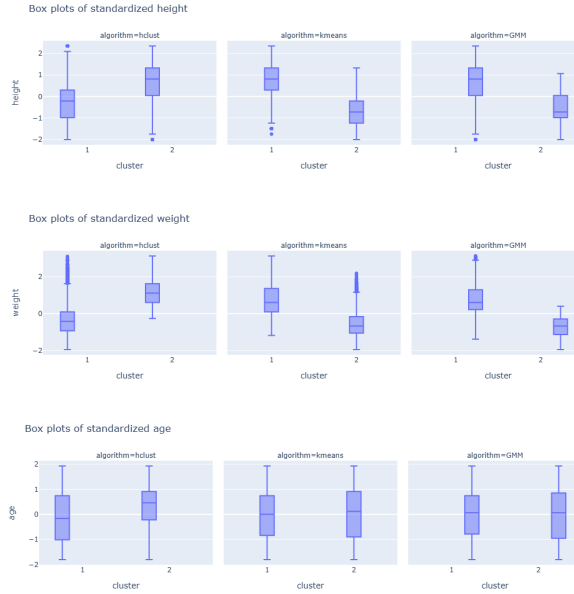 Box plots of standardized height
algorithm=hclust algorithm=kmeans algorithm=GMM
height
2
1
0
−1
−2
1 2 1 2 1 2
cluster cluster cluster
Box plots of standardized weight
algorithm=hclust algorithm=kmeans algorithm=GMM
weight
2
0
−2
1 2 1 2 1 2
cluster cluster cluster
Box plots of standardized age
algorithm=hclust algorithm=kmeans algorithm=GMM
age
2
1
0
−1
−2
1 2 1 2 1 2
cluster cluster cluster